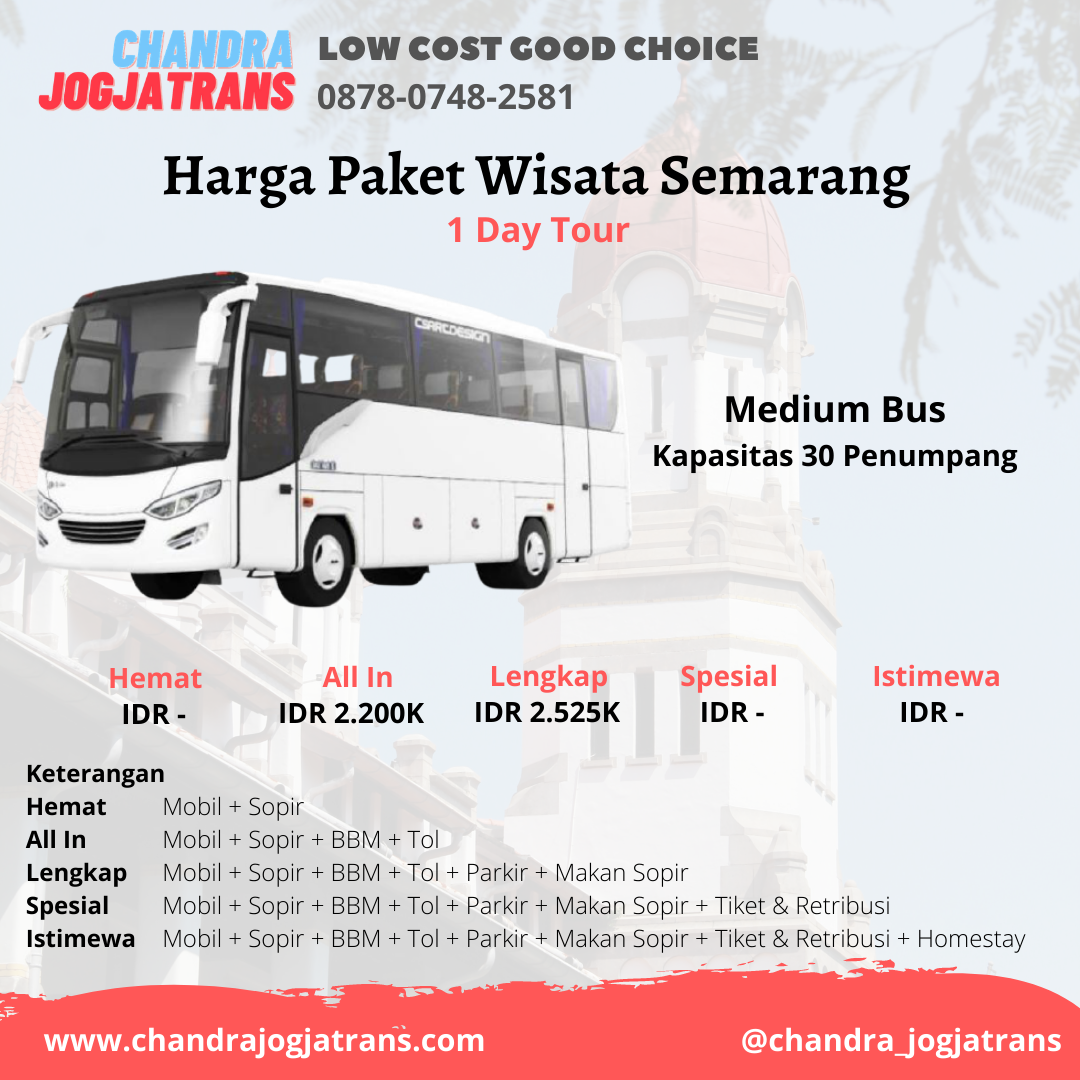 CHANDRA
JOGJATRANS
LOW COST GOOD CHOICE
0878-0748-2581
Harga Paket Wisata Semarang
1 Day Tour
CSARTDESIGN
Medium Bus
Kapasitas 30 Penumpang
Hemat All In Lengkap Spesial Istimewa
IDR - IDR 2.200K IDR 2.525K IDR - IDR -
Keterangan
Hemat Mobil + Sopir
All In Mobil + Sopir + BBM + Tol
Lengkap Mobil + Sopir + BBM + Tol + Parkir + Makan Sopir
Spesial Mobil + Sopir + BBM + Tol + Parkir + Makan Sopir + Tiket & Retribusi
Istimewa Mobil + Sopir + BBM + Tol + Parkir + Makan Sopir + Tiket & Retribusi + Homestay
www.chandrajogjatrans.com
@chandra_jogjatrans